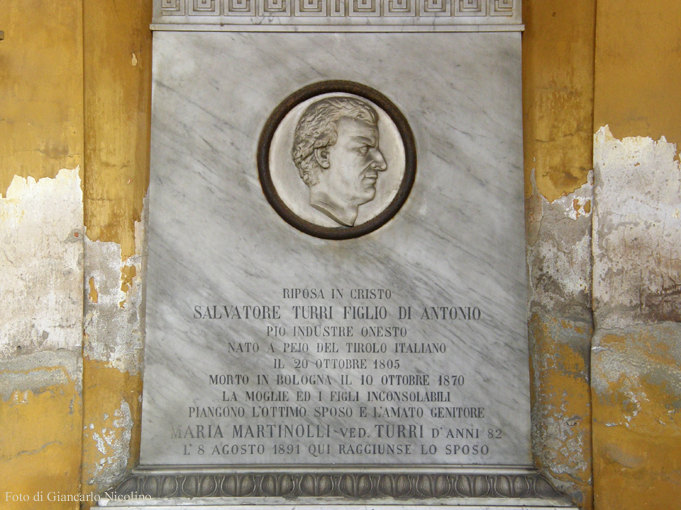 RIPOSA IN CRISTO
SALVATORE TURRI FIGLIO DI ANTONIO
PIO INDUSTRE ONESTO
NATO A PEJO DEL TIROLO ITALIANO
IL 20 OTTOBRE 1805
MORTO IN BOLOGNA IL 10 OTTOBRE 1870
LA MOGLIE ED I FIGLI INCONSOLABILI
PIANGONO L'OTTIMO SPOSO E L'AMATO GENITORE
MARIA MARTINOLLI-VED. TURRI D'ANNI 82
L' 8 AGOSTO 1891 QUI RAGGIUNSE LO SPOSO
Foto di Giancarlo Nicolino